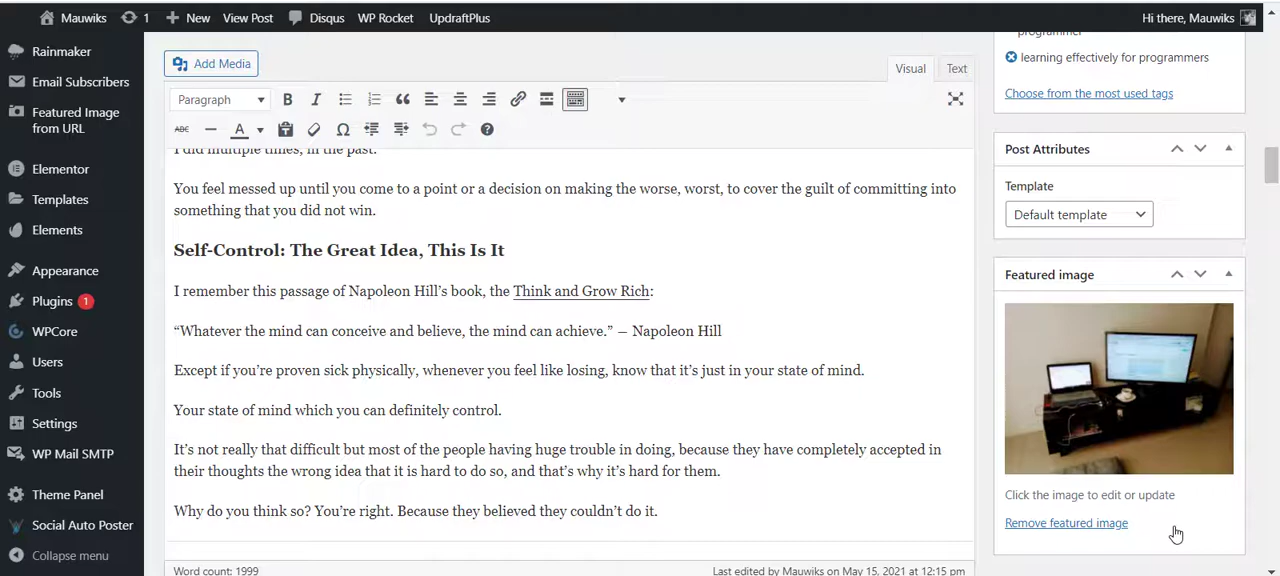 Mauwiks 1 New View Post Disqus WP Rocket UpdraftPlus Hi there, Mauwiks
Rainmaker
Email Subscribers
Featured Image
from URL
Elementor
Templates
Elements
Appearance
Plugins 1
WPCore
Users
Tools
Settings
WP Mail SMTP
Theme Panel
Social Auto Poster
Collapse menu
Add Media
Visual Text
Paragraph B I A
ABC A Ω ?
I did multiple times, in the past.
You feel messed up until you come to a point or a decision on making the worse, worst, to cover the guilt of committing into
something that you did not win.
Self-Control: The Great Idea, This Is It
I remember this passage of Napoleon Hill’s book, the Think and Grow Rich:
“Whatever the mind can conceive and believe, the mind can achieve.” ― Napoleon Hill
Except if you’re proven sick physically, whenever you feel like losing, know that it’s just in your state of mind.
Your state of mind which you can definitely control.
It’s not really that difficult but most of the people having huge trouble in doing, because they have completely accepted in
their thoughts the wrong idea that it is hard to do so, and that’s why it’s hard for them.
Why do you think so? You’re right. Because they believed they couldn’t do it.
Word count: 1999 Last edited by Mauwiks on May 15, 2021 at 12:15 pm
programmer
learning effectively for programmers
Choose from the most used tags
Post Attributes
Template
Default template
Featured image
Click the image to edit or update
Remove featured image